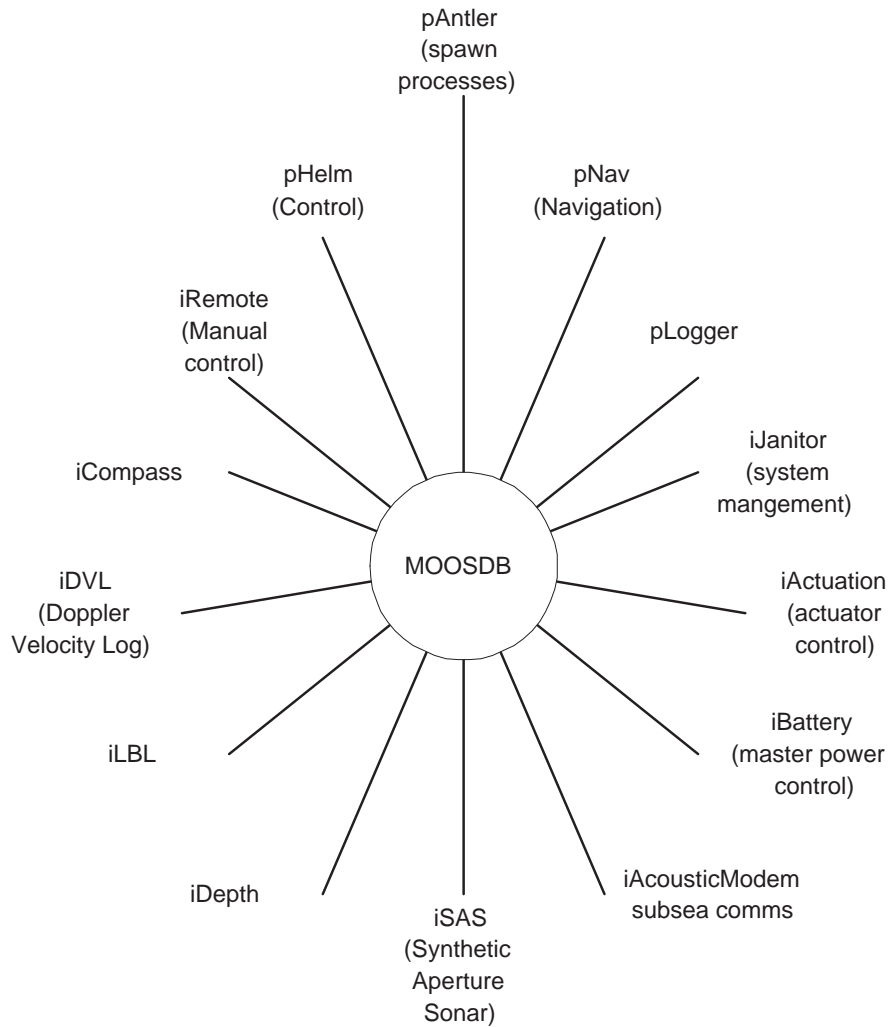 pAntler
(spawn
processes)
pHelm
(Control)
pNav
(Navigation)
iRemote
(Manual
control)
pLogger
iCompass
iJanitor
(system
mangement)
MOOSDB
iDVL
(Doppler
Velocity Log)
iActuation
(actuator
control)
iLBL
iBattery
(master power
control)
iDepth
iAcousticModem
subsea comms
iSAS
(Synthetic
Aperture
Sonar)